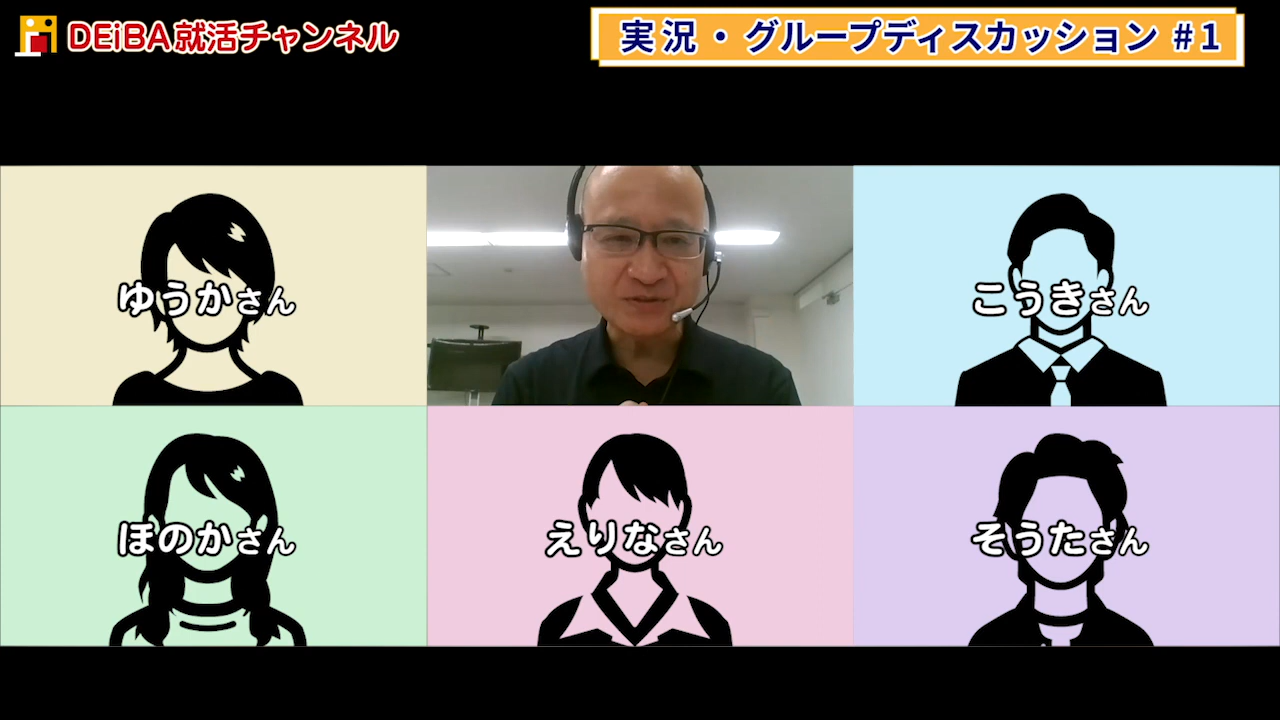 DEiBA就活チャンネル
実況・グループディスカッション #1
ゆうかさん
こうきさん
ほのかさん
えりなさん
そうたさん